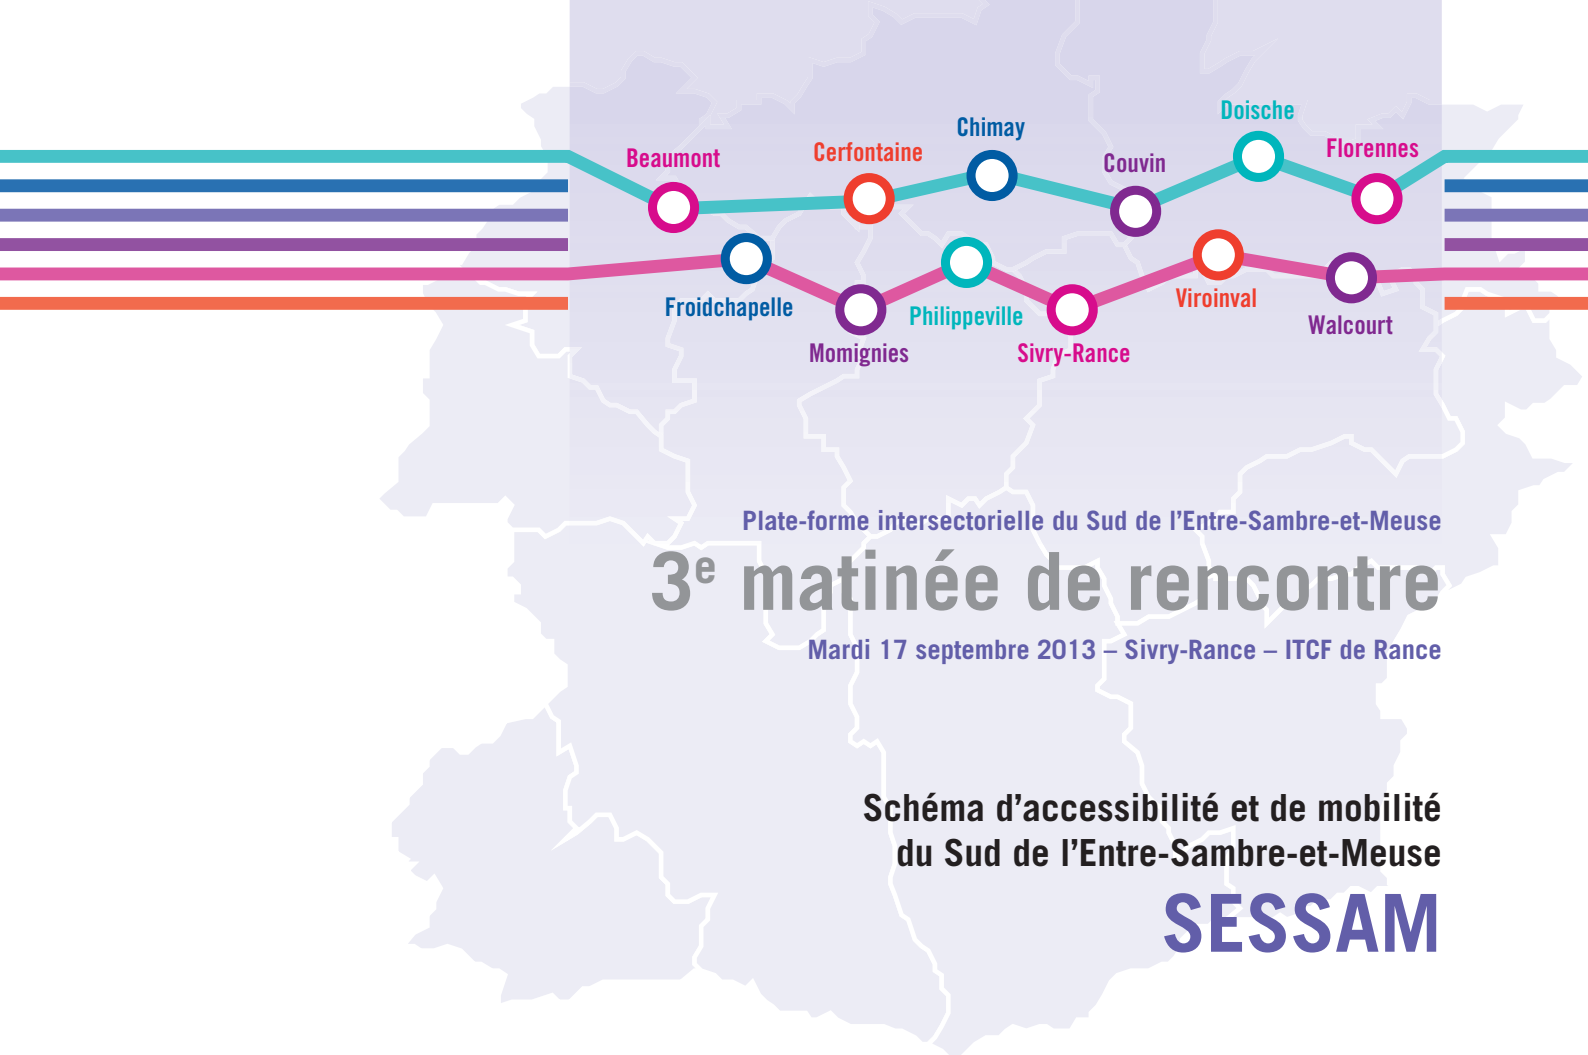 Beaumont
Cerfontaine
Chimay
Couvin
Doische
Florennes
Froidchapelle
Momignies
Philippeville
Sivry-Rance
Viroinval
Walcourt
Plate-forme intersectorielle du Sud de l’Entre-Sambre-et-Meuse
3e matinée de rencontre
Mardi 17 septembre 2013 – Sivry-Rance – ITCF de Rance
Schéma d’accessibilité et de mobilité
du Sud de l’Entre-Sambre-et-Meuse
SESSAM